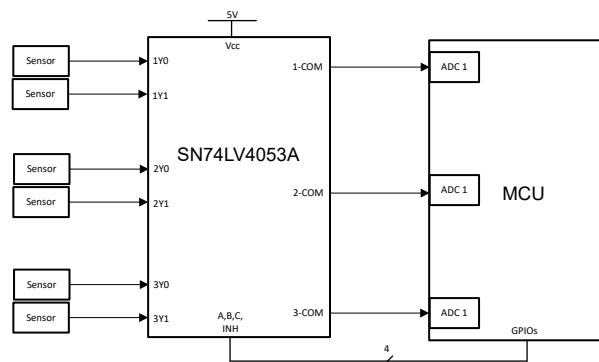 5V
Vcc
Sensor
1Y0
1-COM
ADC 1
Sensor
1Y1
SN74LV4053A
Sensor
2Y0
Sensor
2Y1
2-COM
ADC 1
MCU
Sensor
3Y0
Sensor
3Y1
A,B,C,
INH
3-COM
ADC 1
GPIOs
4